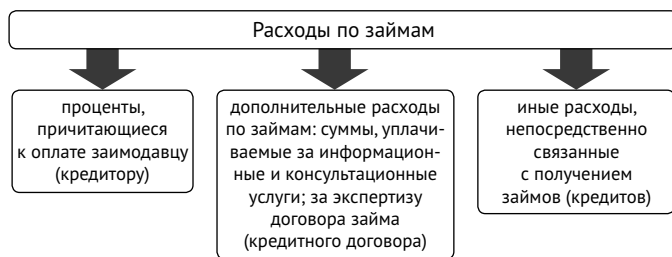 Расходы по займам
проценты,
причитающиеся
к оплате заимодавцу
(кредитору)
дополнительные расходы
по займам: суммы, уплачи-
ваемые за информацион-
ные и консультационные
услуги; за экспертизу
договора займа
(кредитного договора)
иные расходы,
непосредственно
связанные
с получением
займов (кредитов)